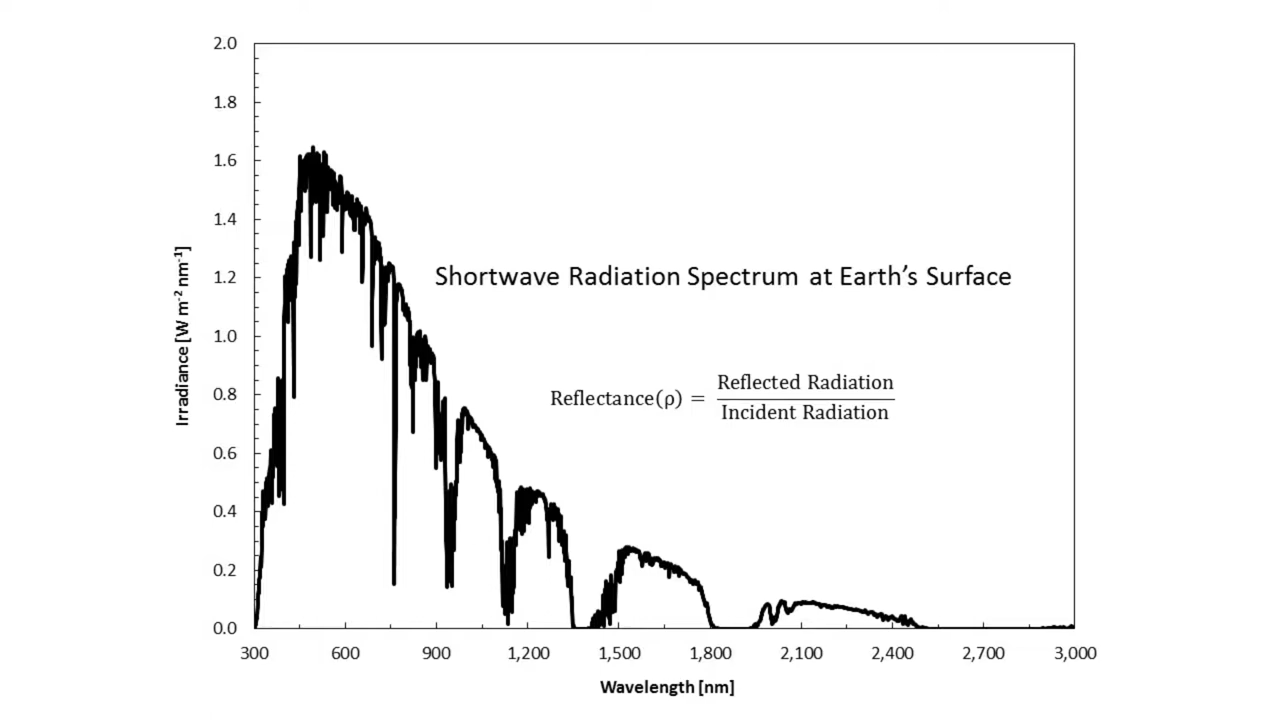 2.0
1.8
1.6
1.4
1.2
1.0
0.8
0.6
0.4
0.2
0.0
Irradiance [W m-2 nm-1]
Shortwave Radiation Spectrum at Earth's Surface
Reflectance(ρ) = Reflected Radiation
Incident Radiation
300 600 900 1,200 1,500 1,800 2,100 2,400 2,700 3,000
Wavelength [nm]